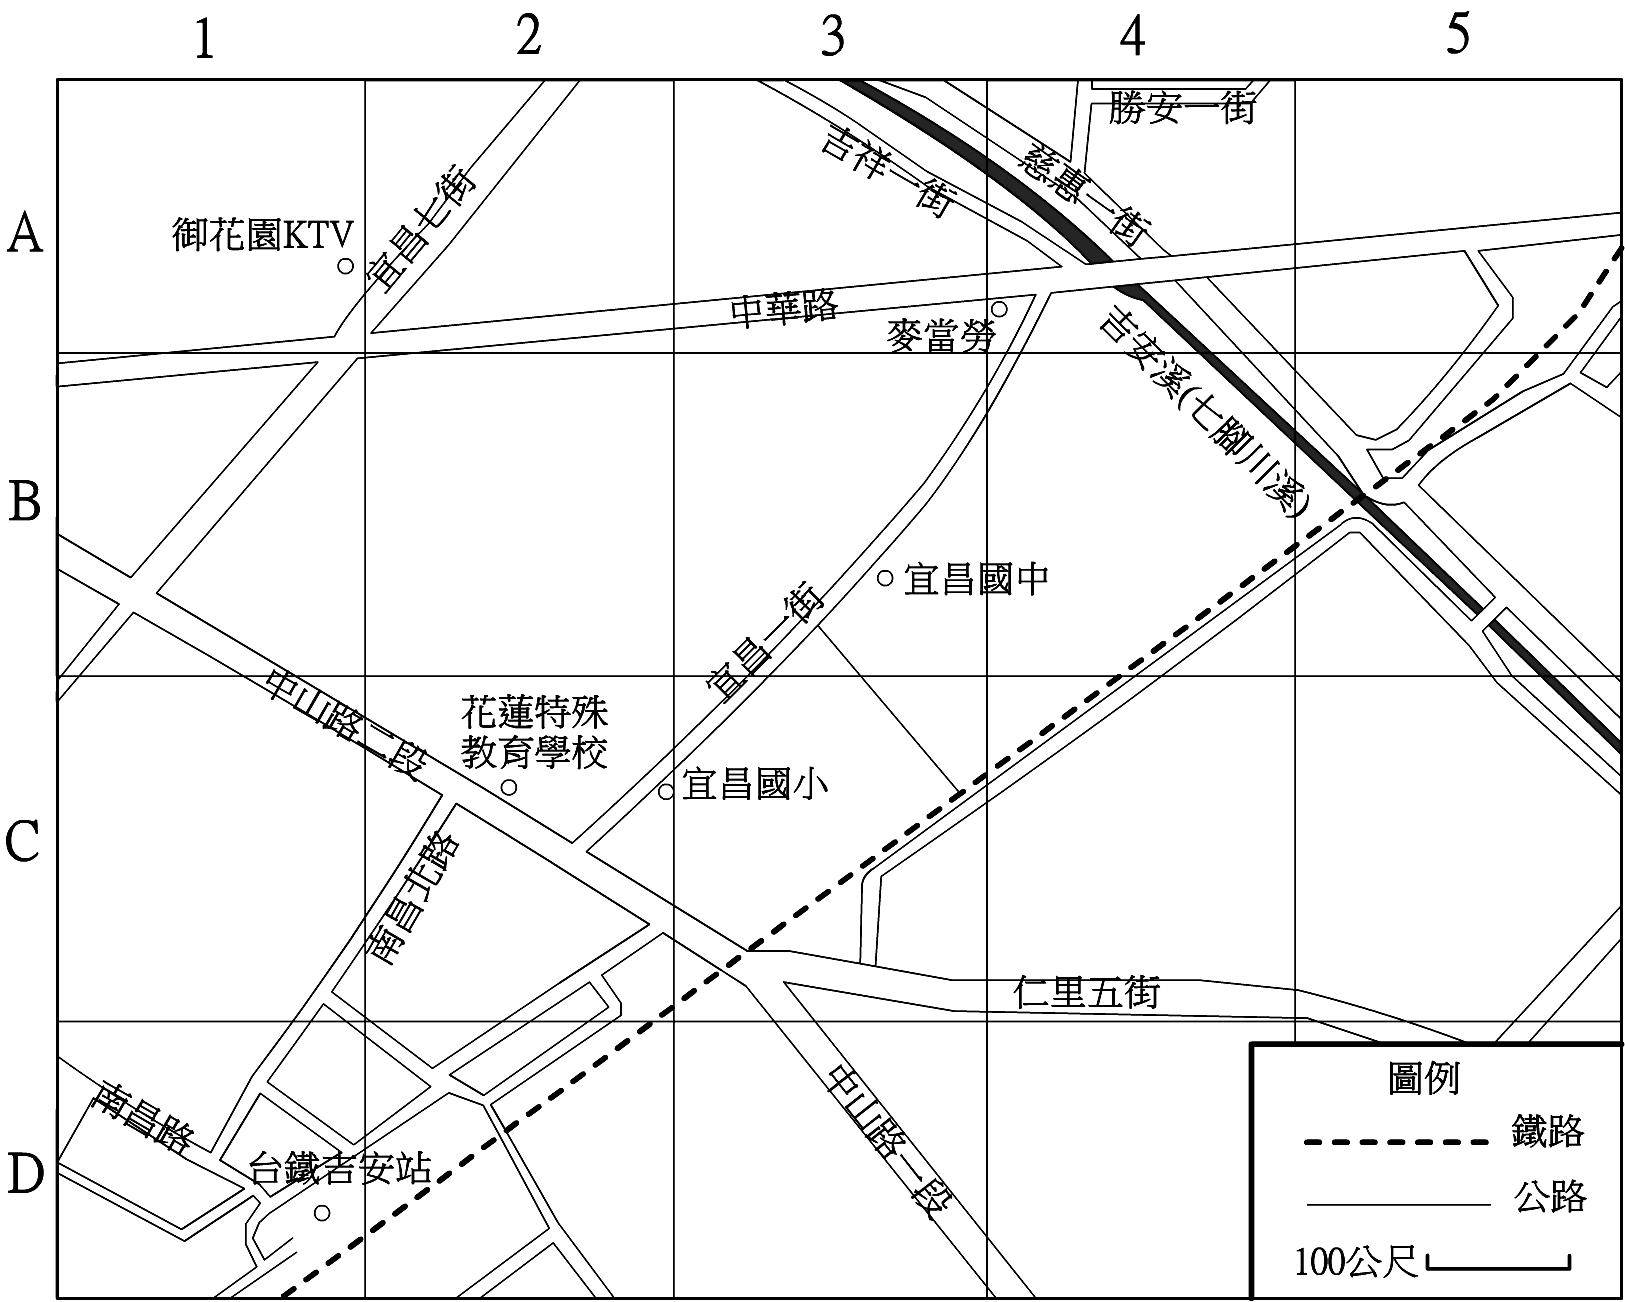 1
2
3
4
5
勝安一街
吉祥一街
慈惠一街
A
御花園KTV
宜昌七街
中華路
麥當勞
吉安溪(七腳川溪)
B
宜昌國中
宜昌一街
中山路二段
花蓮特殊
教育學校
宜昌國小
C
南昌北路
仁里五街
圖例
南昌路
中山路一段
鐵路
D
台鐵吉安站
公路
100公尺